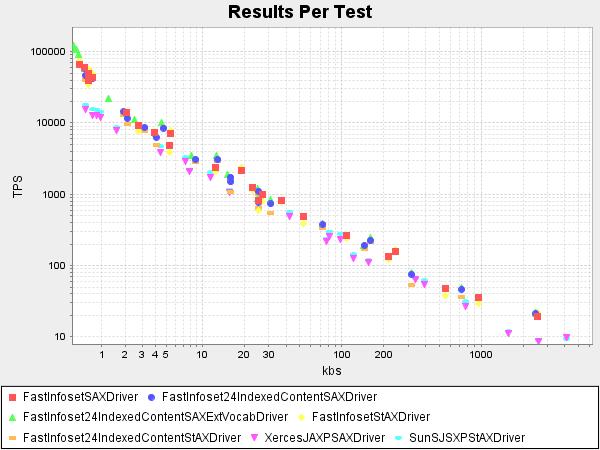 Results Per Test
TPS
100000
10000
1000
100
10
1 2 3 4 5 10 20 30 100 200 1000
kbs
FastInfosetSAXDriver FastInfoset24IndexedContentSAXDriver
FastInfoset24IndexedContentSAXExtVocabDriver FastInfosetStAXDriver
FastInfoset24IndexedContentStAXDriver XercesJAXPSAXDriver SunSJSXPStAXDriver